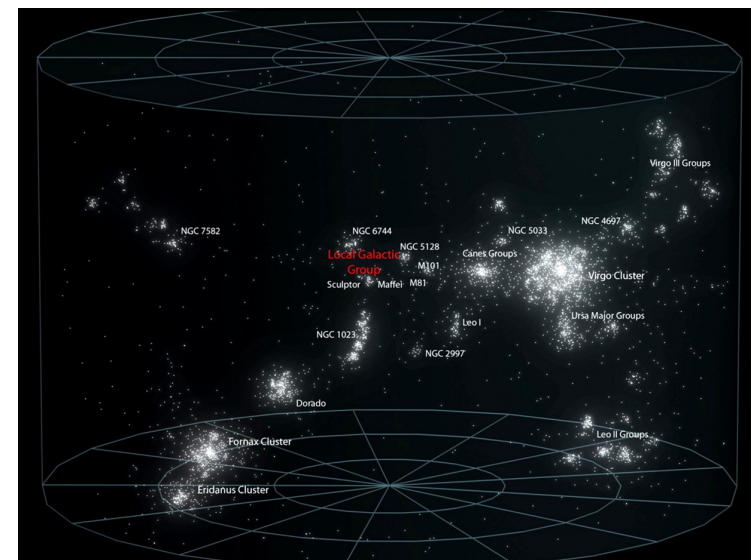 Virgo III Groups
NGC 7582
NGC 6744
NGC 5033
NGC 4697
NGC 5128
Local Galactic
Group
Canes Groups
M101
Virgo Cluster
Sculptor
Maffei
M81
Ursa Major Groups
Leo I
NGC 1023
NGC 2997
Dorado
Leo II Groups
Fornax Cluster
Eridanus Cluster